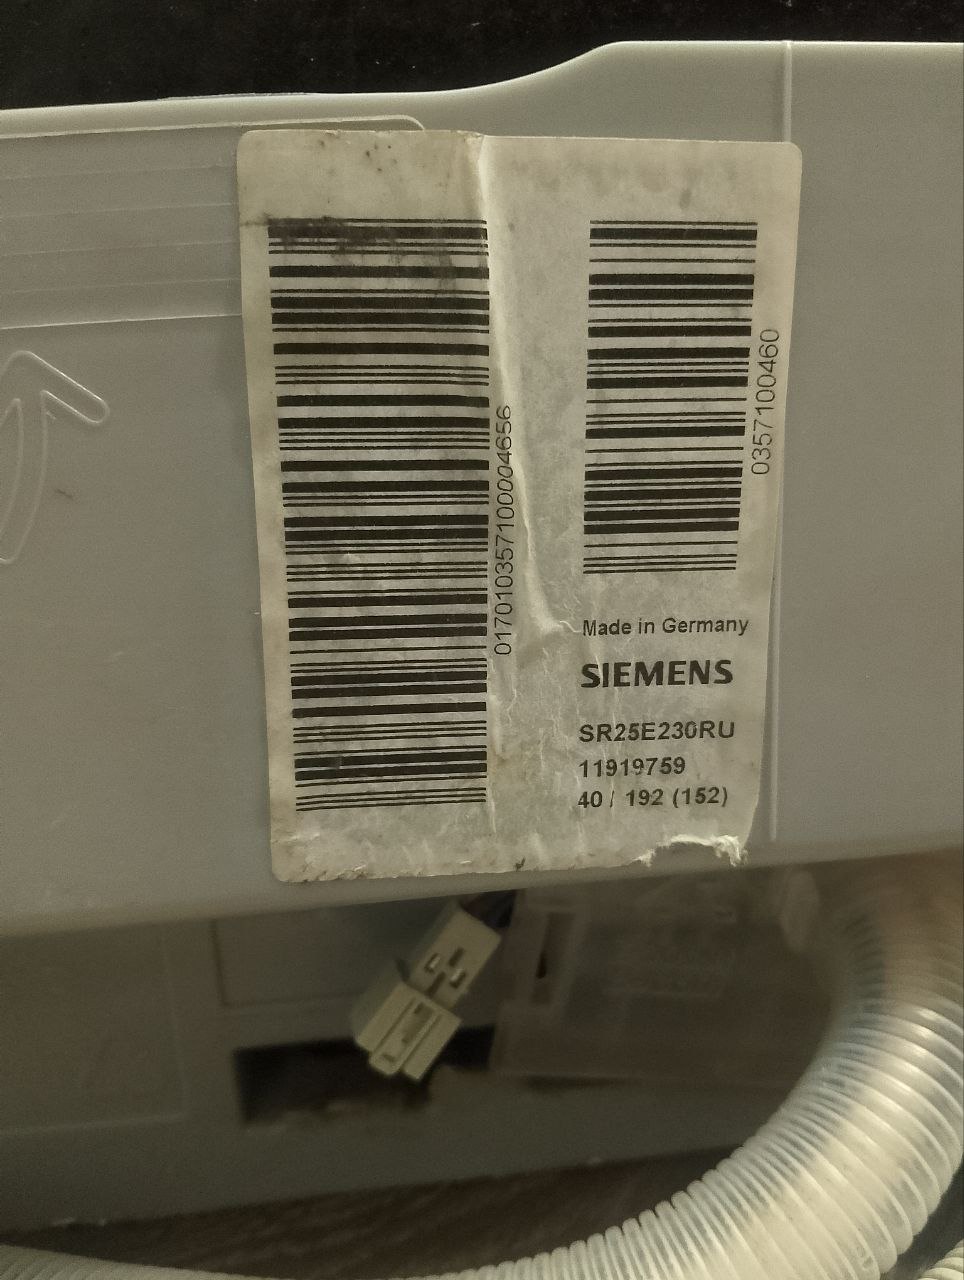 017010357100004656
0357100460
Made in Germany
SIEMENS
SR25E230RU
11919759
40 / 192 (152)